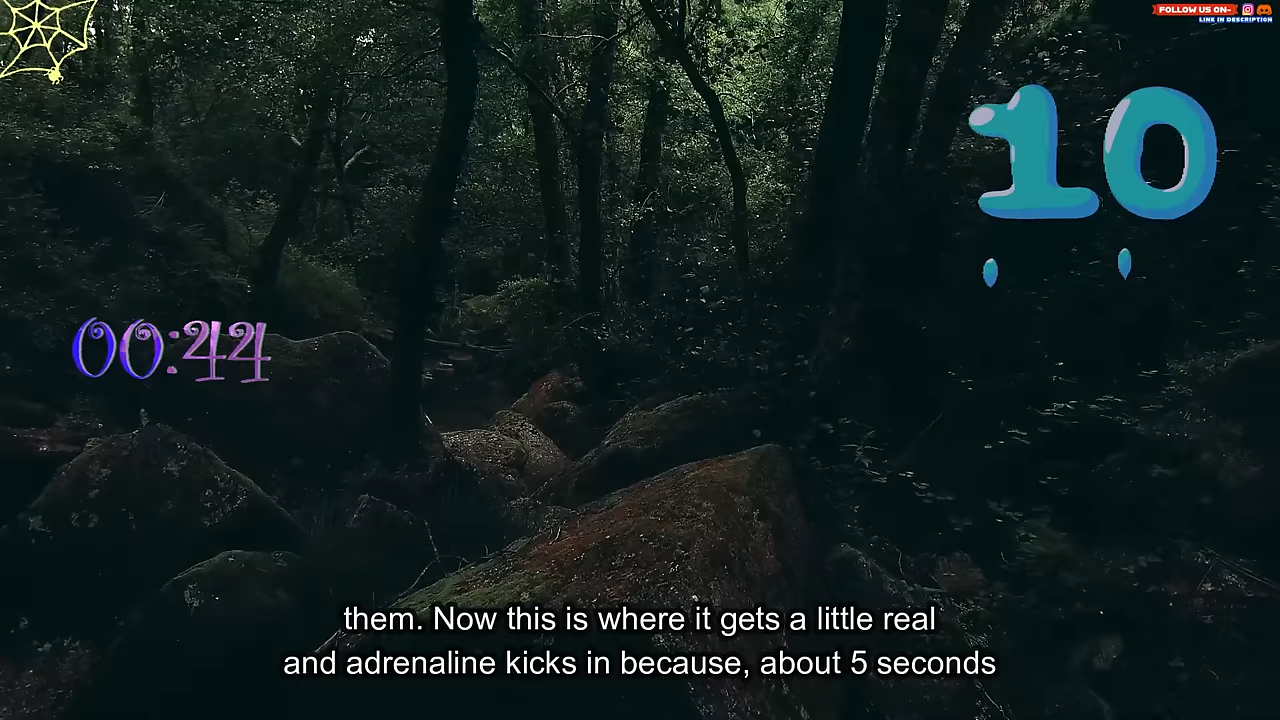 FOLLOW US ON-
LINK IN DESCRIPTION
10
00:44
them. Now this is where it gets a little real
and adrenaline kicks in because, about 5 seconds